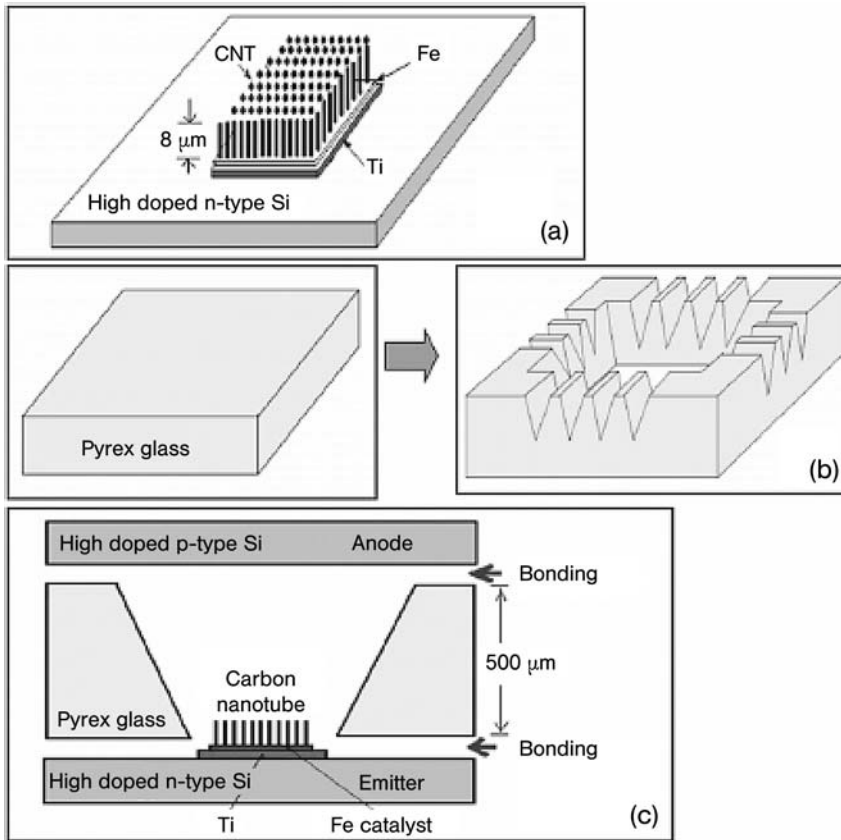 CNT
Fe
8 μm
Ti
High doped n-type Si
(a)
Pyrex glass
(b)
High doped p-type Si
Anode
Bonding
500 μm
Carbon
nanotube
Pyrex glass
Bonding
High doped n-type Si
Emitter
Ti
Fe catalyst
(c)